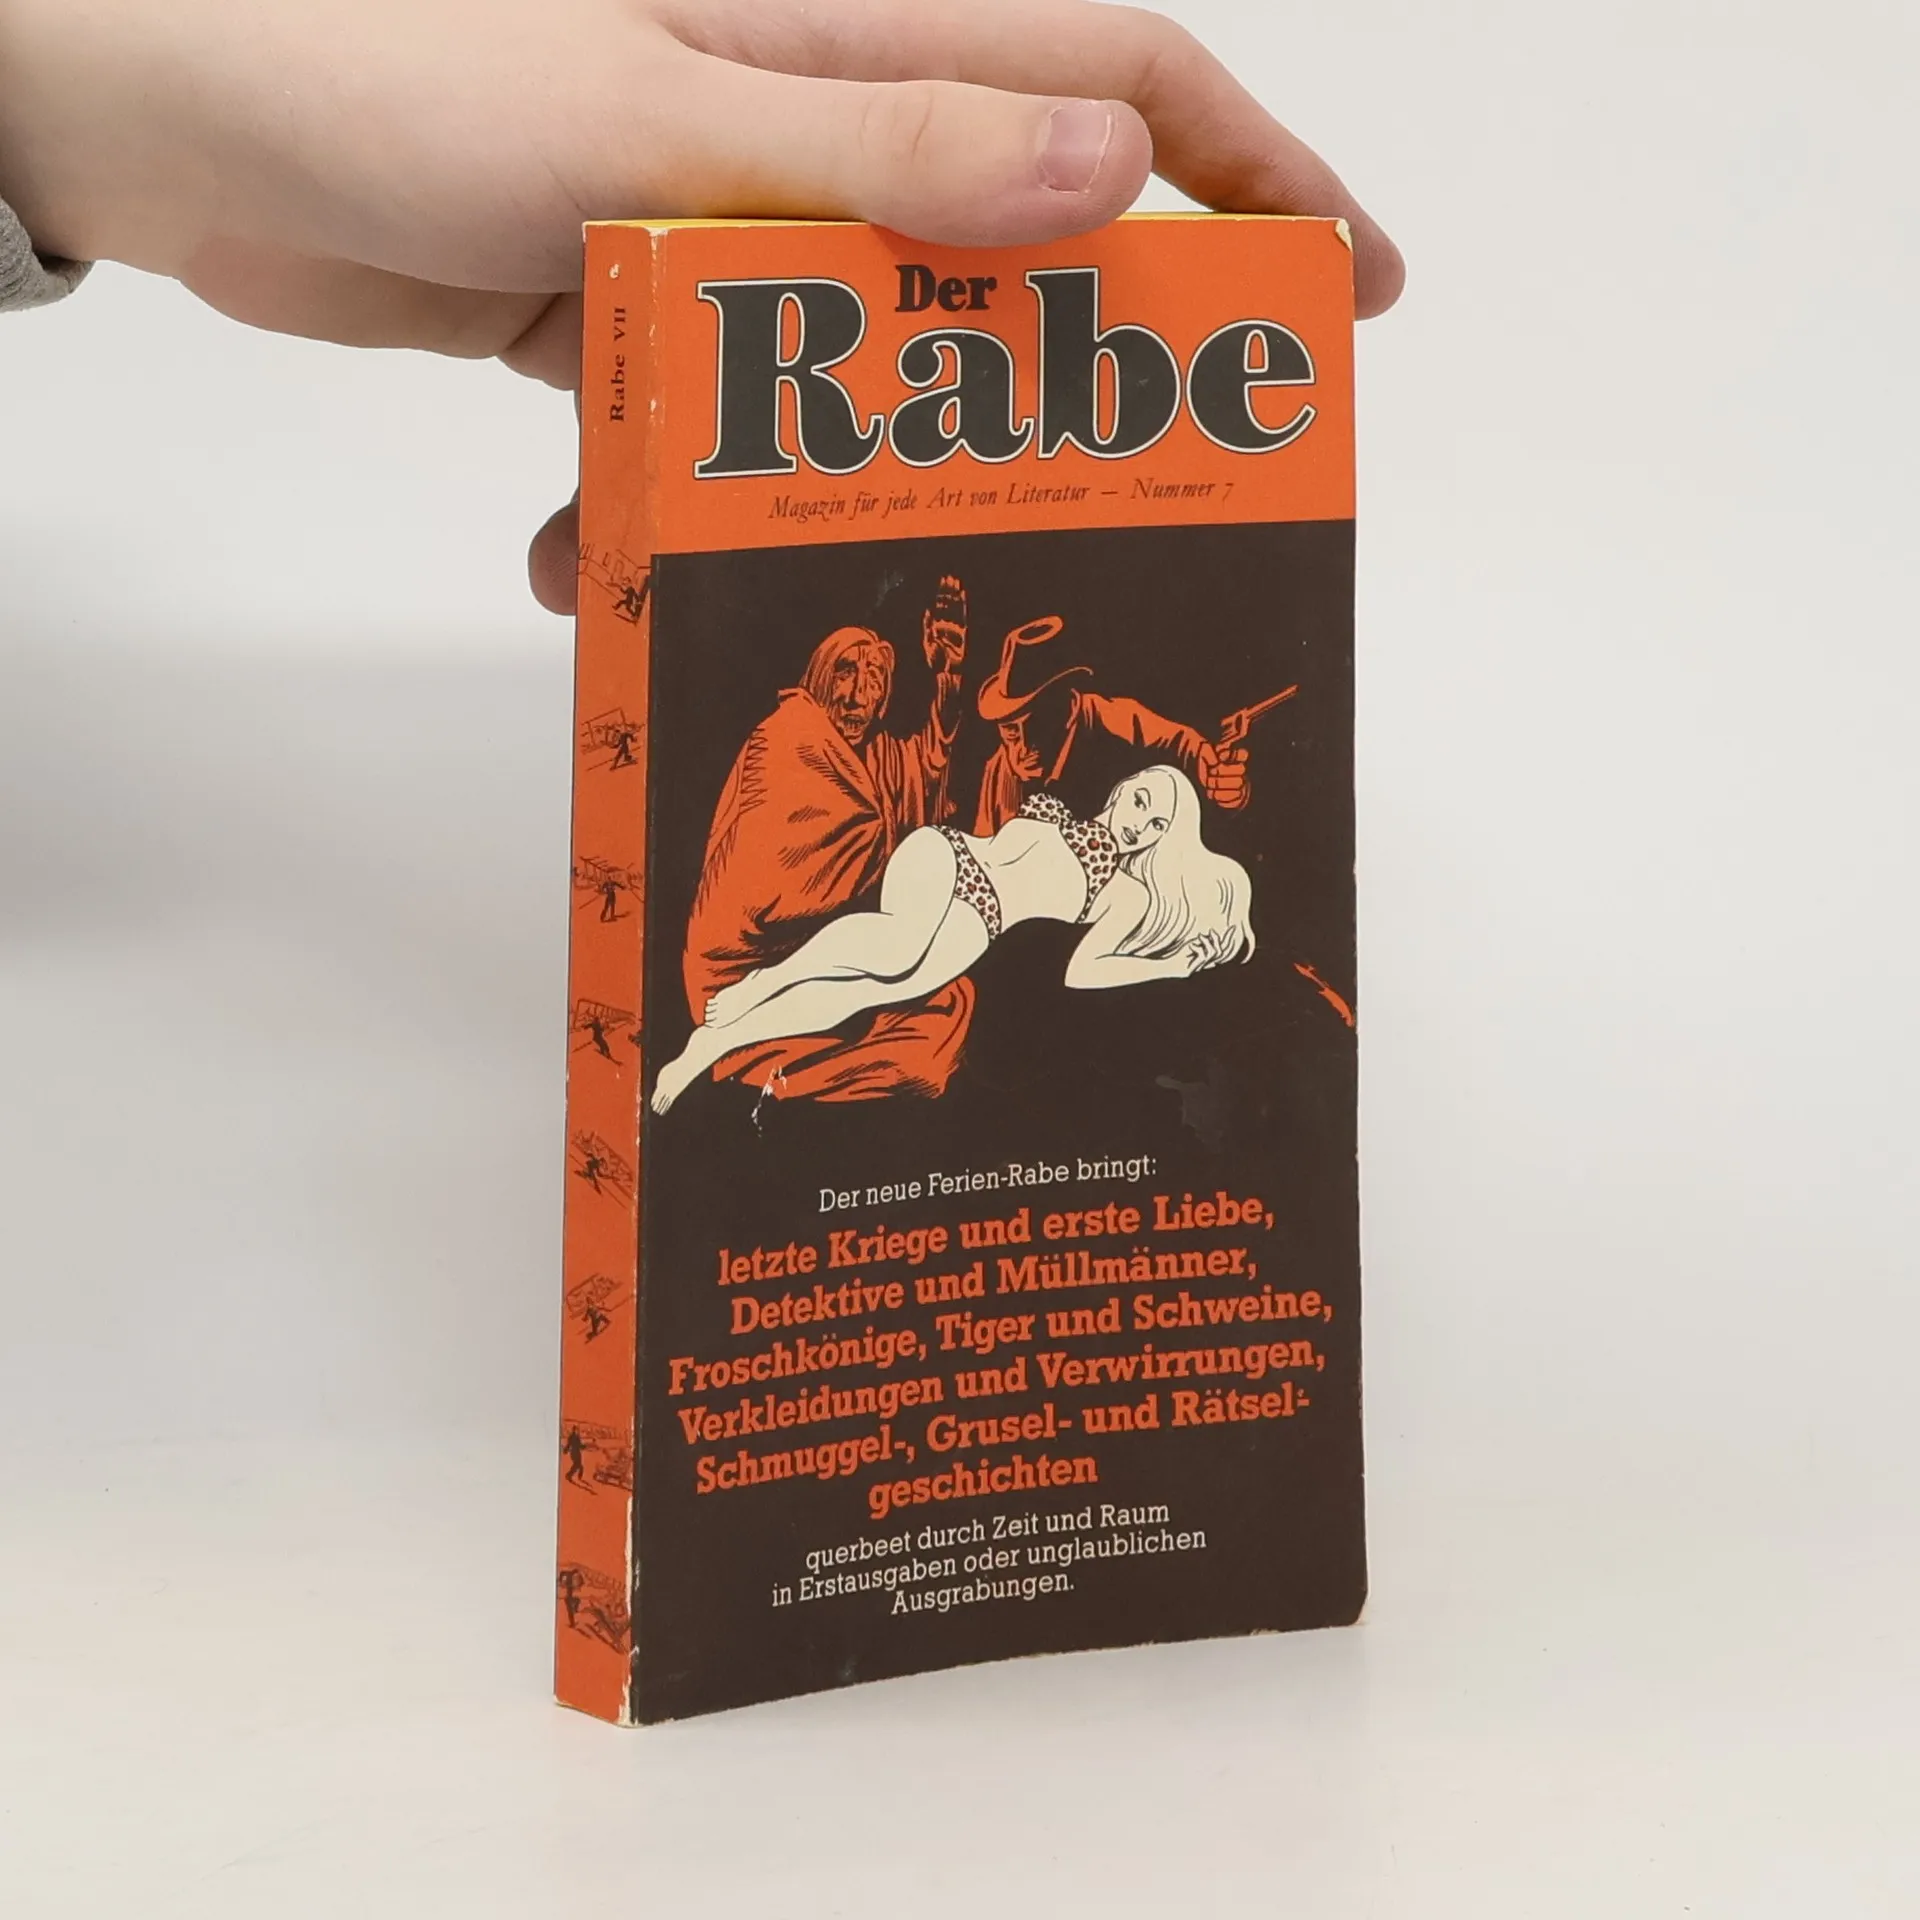 Der
Rabe
Magazin für jede Art von Literatur — Nummer 7
Rabe VII
Der neue Ferien-Rabe bringt:
letzte Kriege und erste Liebe,
Detektive und Müllmänner,
Froschkönige, Tiger und Schweine,
Verkleidungen und Verwirrungen,
Schmuggel-, Grusel- und Rätsel-
geschichten
querbeet durch Zeit und Raum
in Erstausgaben oder unglaublichen
Ausgrabungen.